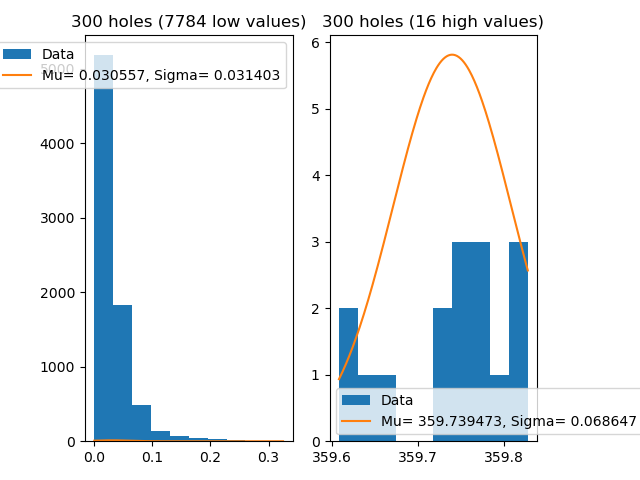 300 holes (7784 low values)
300 holes (16 high values)
Data
Mu= 0.030557, Sigma= 0.031403
5000
4000
3000
2000
1000
0
0.0 0.1 0.2 0.3
6
5
4
3
2
1
0
Data
Mu= 359.739473, Sigma= 0.068647
359.6 359.7 359.8